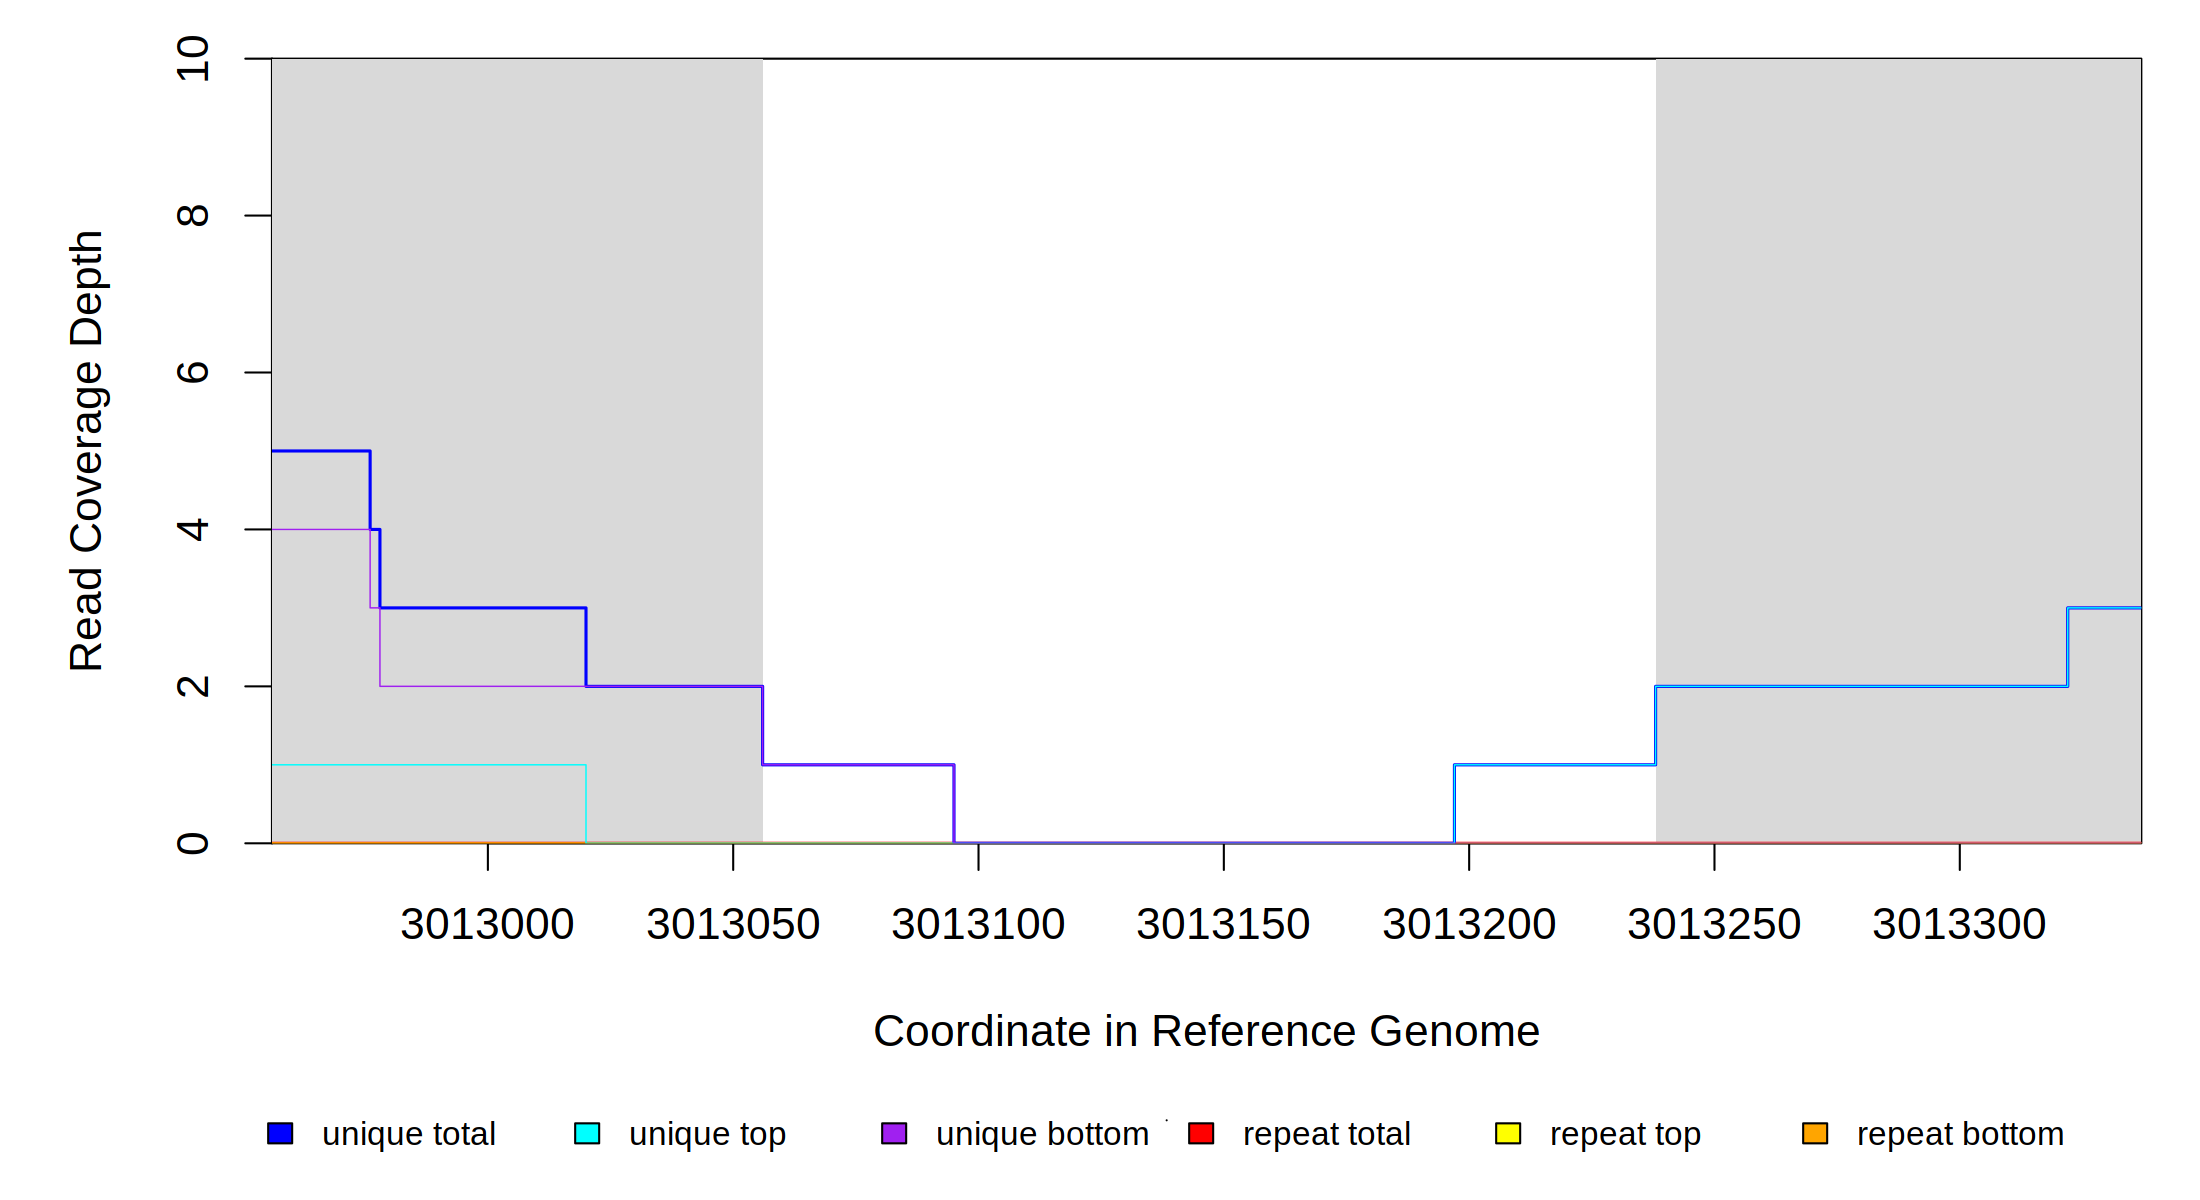 10
8
6
4
2
0
Read Coverage Depth
3013000 3013050 3013100 3013150 3013200 3013250 3013300
Coordinate in Reference Genome
unique total unique top unique bottom repeat total repeat top repeat bottom